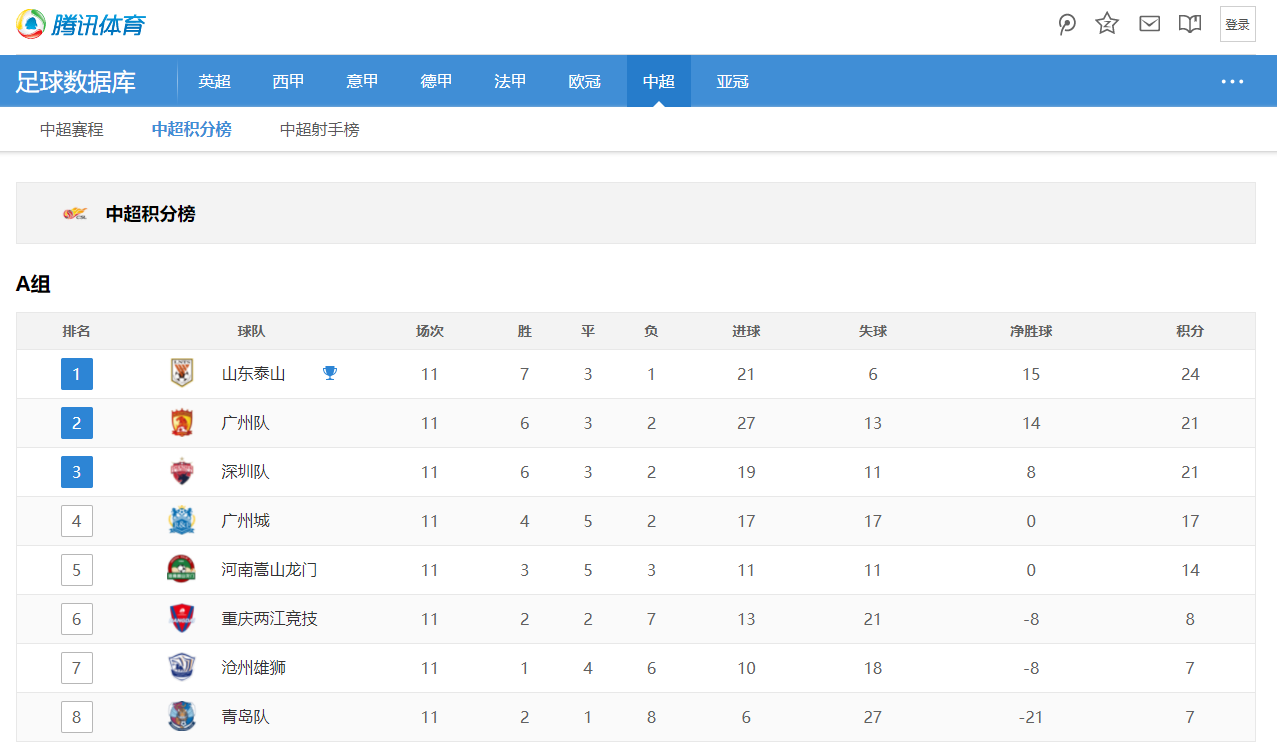 腾讯体育
登录
足球数据库 英超 西甲 意甲 德甲 法甲 欧冠 中超 亚冠
中超赛程 中超积分榜 中超射手榜
中超积分榜
A组
排名 球队 场次 胜 平 负 进球 失球 净胜球 积分
1 山东泰山 11 7 3 1 21 6 15 24
2 广州队 11 6 3 2 27 13 14 21
3 深圳队 11 6 3 2 19 11 8 21
4 广州城 11 4 5 2 17 17 0 17
5 河南嵩山龙门 11 3 5 3 11 11 0 14
6 重庆两江竞技 11 2 2 7 13 21 -8 8
7 沧州雄狮 11 1 4 6 10 18 -8 7
8 青岛队 11 2 1 8 6 27 -21 7